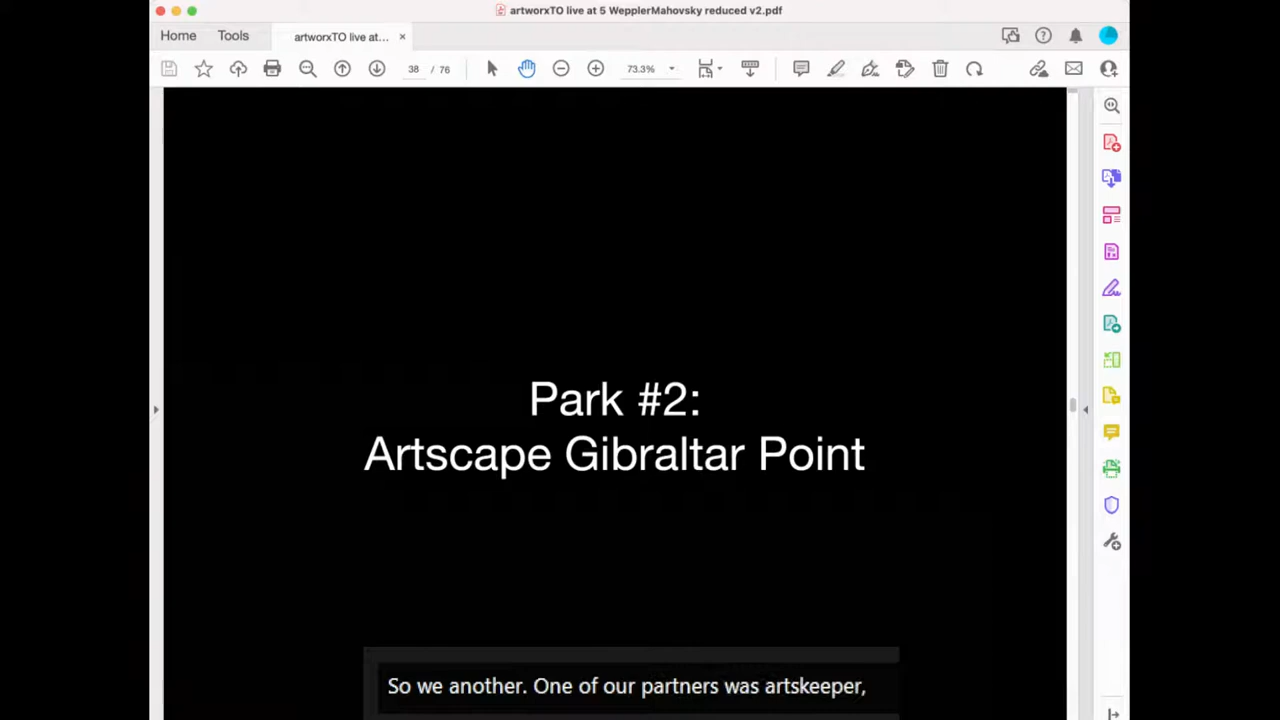 artworxTO live at 5 WepplerMahovsky reduced v2.pdf
Home Tools artworxTO live at... ×
38 / 76 73.3%
Park #2:
Artscape Gibraltar Point
So we another. One of our partners was artskeeper,